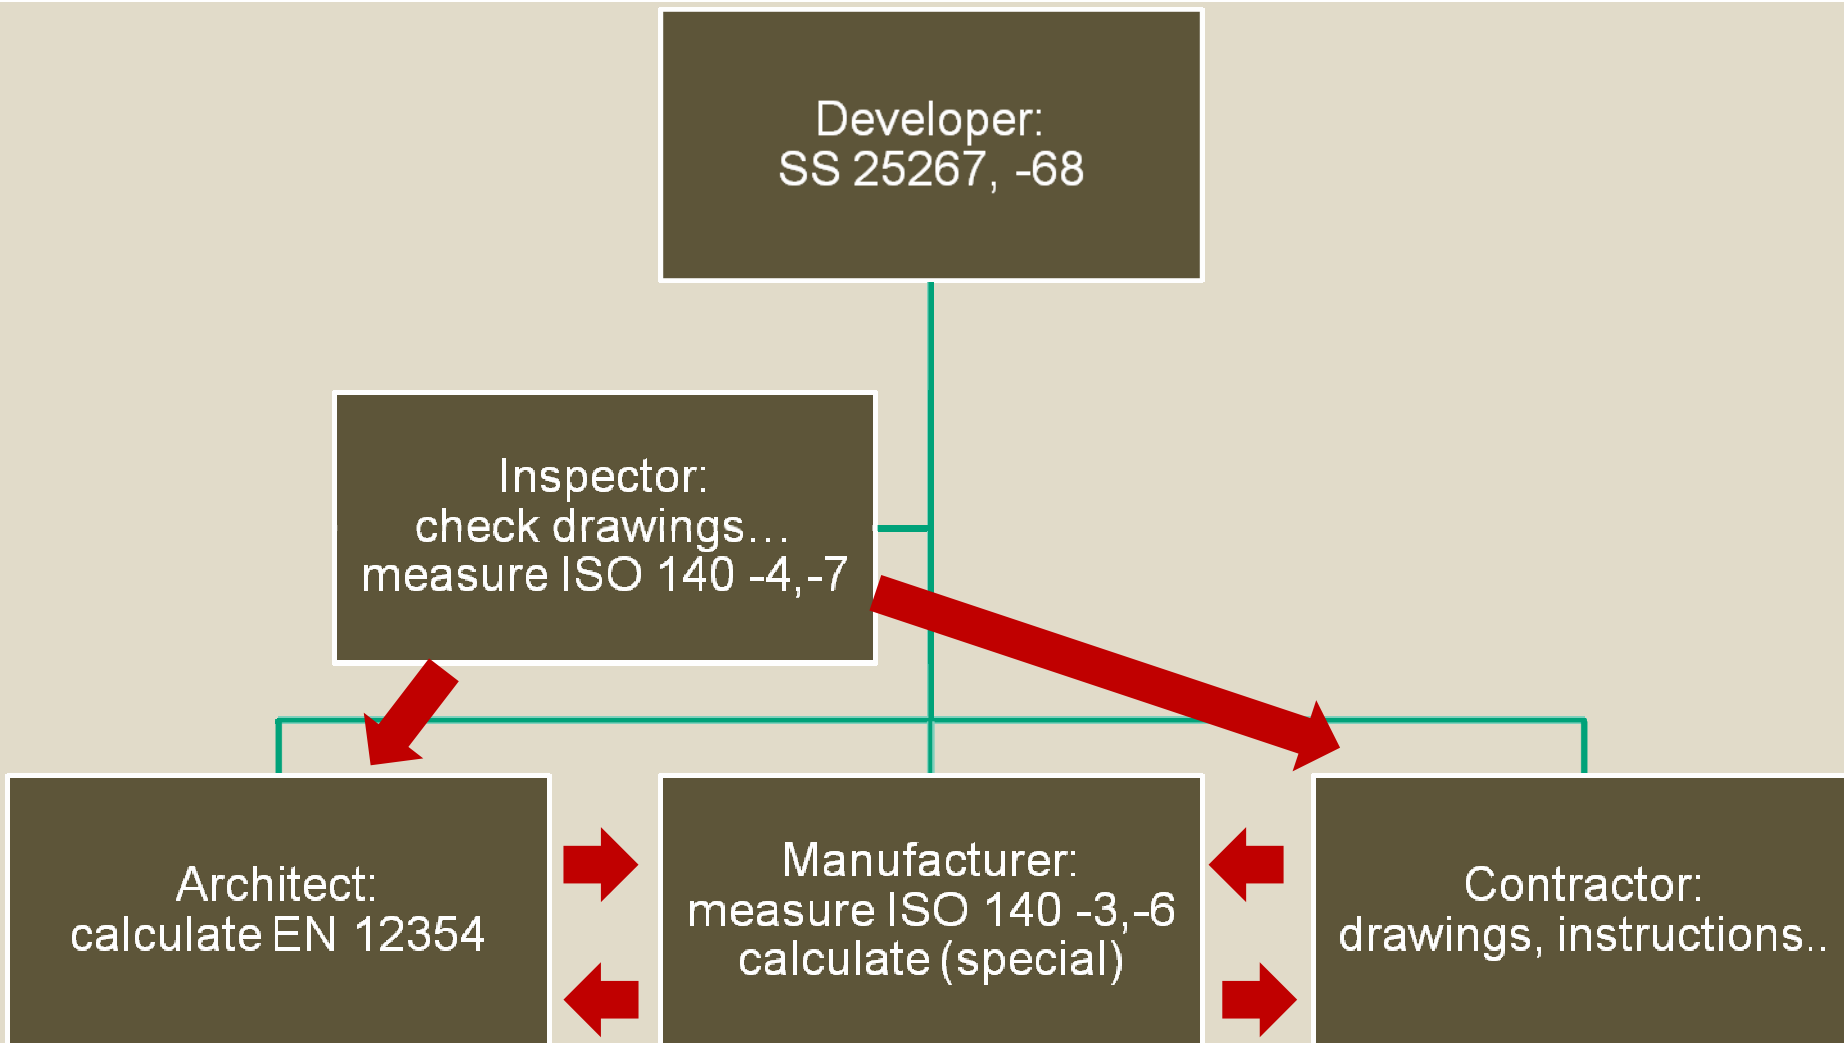 Developer:
SS 25267, -68
Inspector:
check drawings…
measure ISO 140 -4,-7
Architect:
calculate EN 12354
Manufacturer:
measure ISO 140 -3,-6
calculate (special)
Contractor:
drawings, instructions..